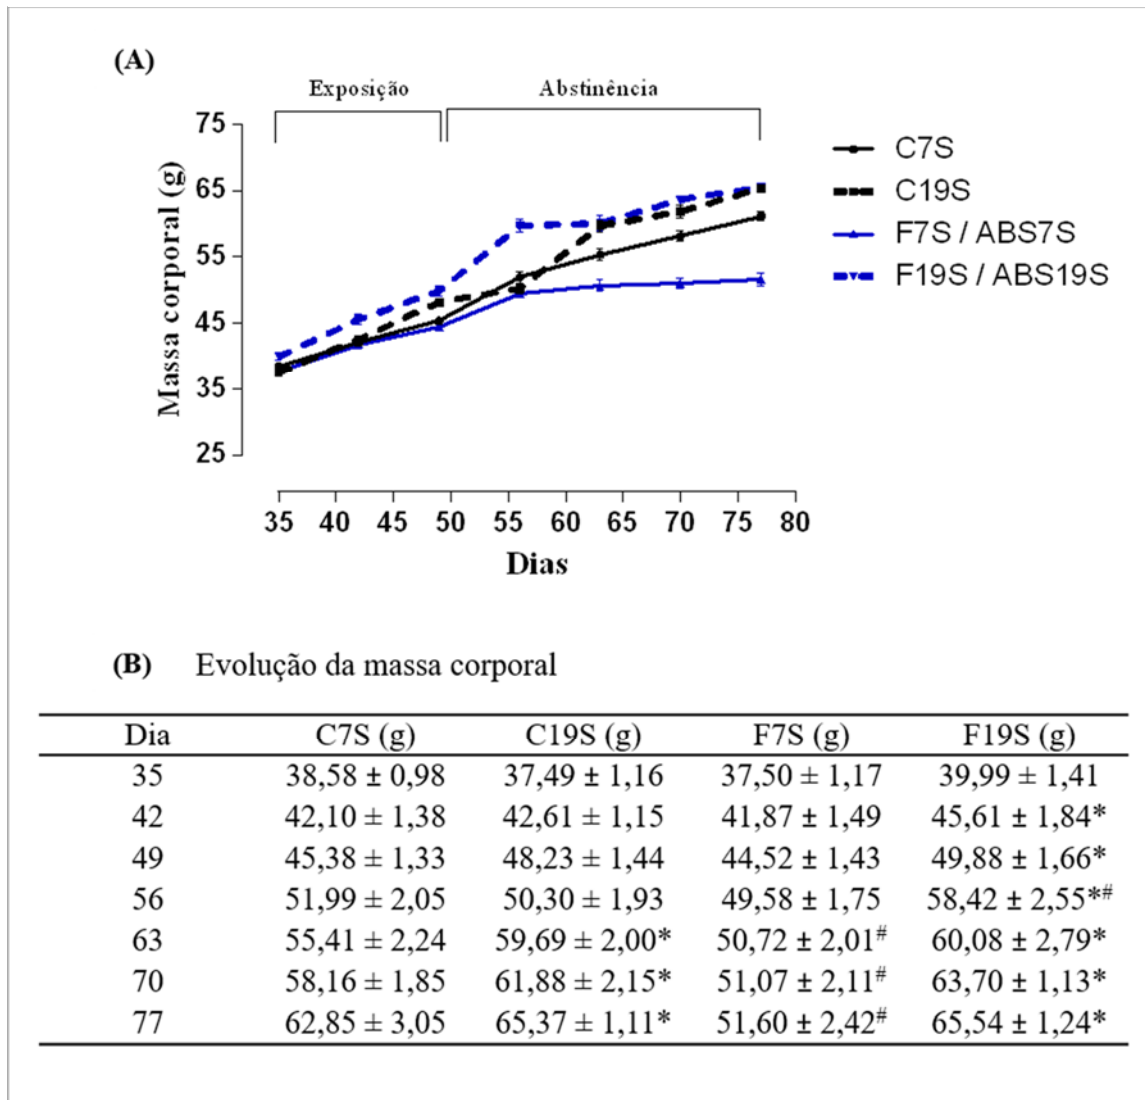 (A)
Exposição Abstinência
75
65
55
45
35
25
Massa corporal (g)
35 40 45 50 55 60 65 70 75 80
Dias
C7S
C19S
F7S / ABS7S
F19S / ABS19S
(B) Evolução da massa corporal
Dia C7S (g) C19S (g) F7S (g) F19S (g)
35 38,58 ± 0,98 37,49 ± 1,16 37,50 ± 1,17 39,99 ± 1,41
42 42,10 ± 1,38 42,61 ± 1,15 41,87 ± 1,49 45,61 ± 1,84*
49 45,38 ± 1,33 48,23 ± 1,44 44,52 ± 1,43 49,88 ± 1,66*
56 51,99 ± 2,05 50,30 ± 1,93 49,58 ± 1,75 58,42 ± 2,55*#
63 55,41 ± 2,24 59,69 ± 2,00* 50,72 ± 2,01# 60,08 ± 2,79*
70 58,16 ± 1,85 61,88 ± 2,15* 51,07 ± 2,11# 63,70 ± 1,13*
77 62,85 ± 3,05 65,37 ± 1,11* 51,60 ± 2,42# 65,54 ± 1,24*